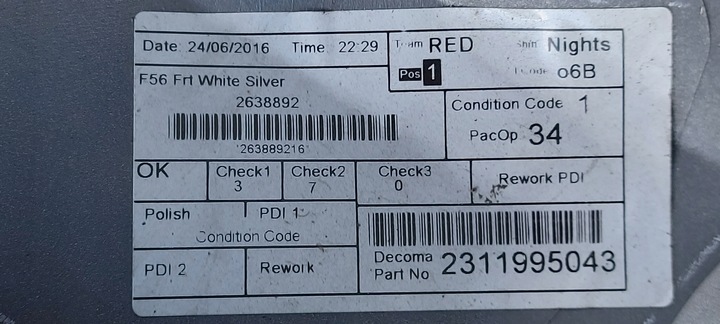 Date 24/06/2016 Time 22:29
Team RED Shift Nights
Pos 1 o6B
F56 Frt White Silver
2638892
263889216
Condition Code 1
PacOp 34
OK Check1 3 Check2 7 Check3 0 Rework PDI
Polish PDI 1
Condition Code
PDI 2 Rework
Decoma Part No 2311995043